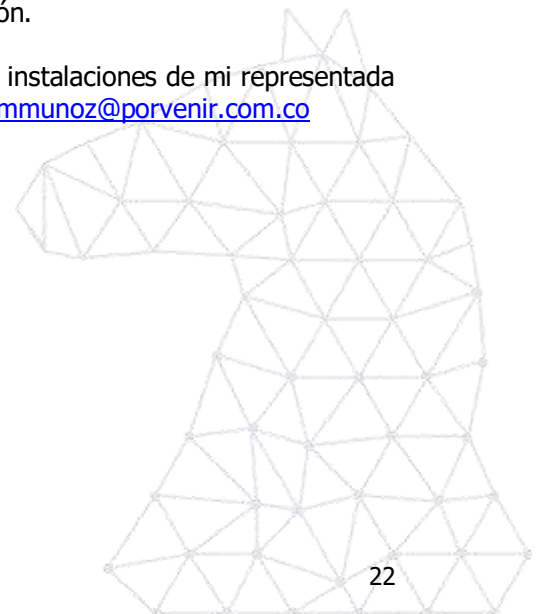 ón.
instalaciones de mi representada
mmunoz@porvenir.com.co
22